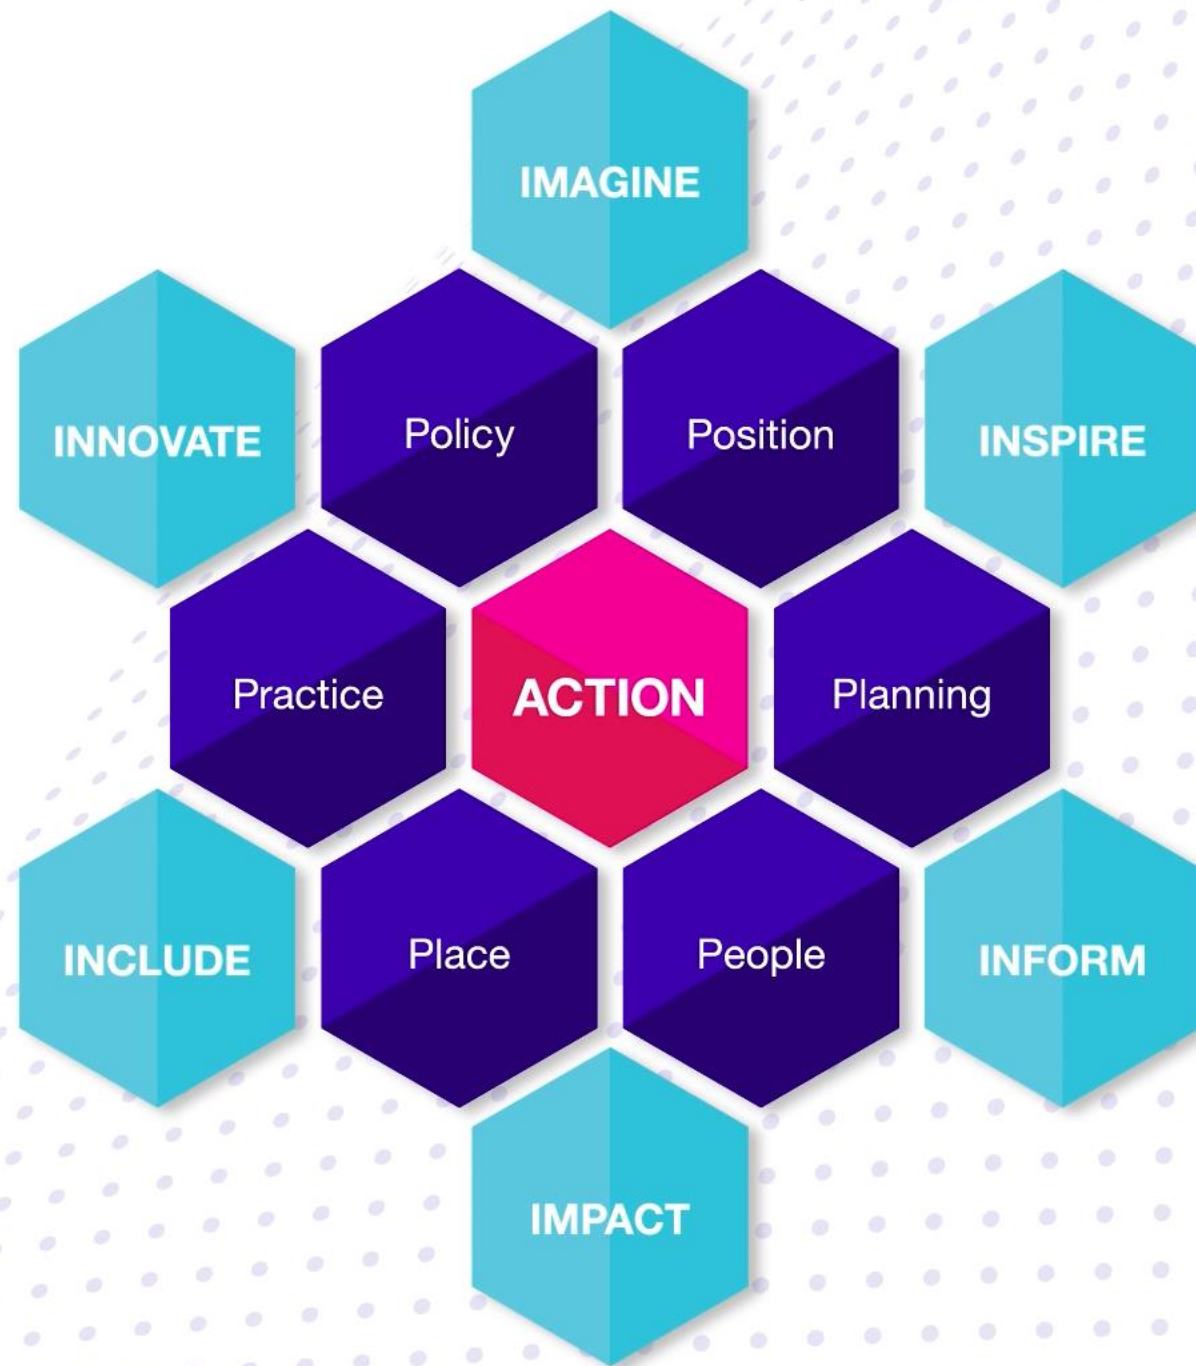 IMAGINE
INNOVATE
Policy
Position
INSPIRE
Practice
ACTION
Planning
INCLUDE
Place
People
INFORM
IMPACT